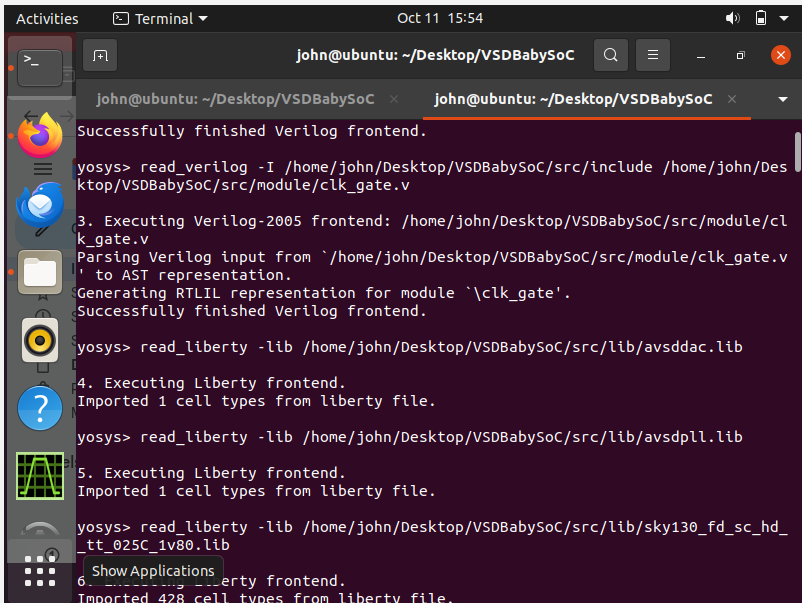 Activities
Terminal
Oct 11 15:54
john@ubuntu: ~/Desktop/VSDBabySoC
john@ubuntu: ~/Desktop/VSDBabySoC
john@ubuntu: ~/Desktop/VSDBabySoC
Successfully finished Verilog frontend.
yosys> read_verilog -I /home/john/Desktop/VSDBabySoC/src/include /home/john/Des
ktop/VSDBabySoC/src/module/clk_gate.v
3. Executing Verilog-2005 frontend: /home/john/Desktop/VSDBabySoC/src/module/cl
k_gate.v
Parsing Verilog input from `/home/john/Desktop/VSDBabySoC/src/module/clk_gate.v
' to AST representation.
Generating RTLIL representation for module `\clk_gate'.
Successfully finished Verilog frontend.
yosys> read_liberty -lib /home/john/Desktop/VSDBabySoC/src/lib/avsddac.lib
4. Executing Liberty frontend.
Imported 1 cell types from liberty file.
yosys> read_liberty -lib /home/john/Desktop/VSDBabySoC/src/lib/avsdpll.lib
5. Executing Liberty frontend.
Imported 1 cell types from liberty file.
yosys> read_liberty -lib /home/john/Desktop/VSDBabySoC/src/lib/sky130_fd_sc_hd_
_tt_025C_1v80.lib
Show Applications
frontend.
Imported 428 cell types from liberty file.